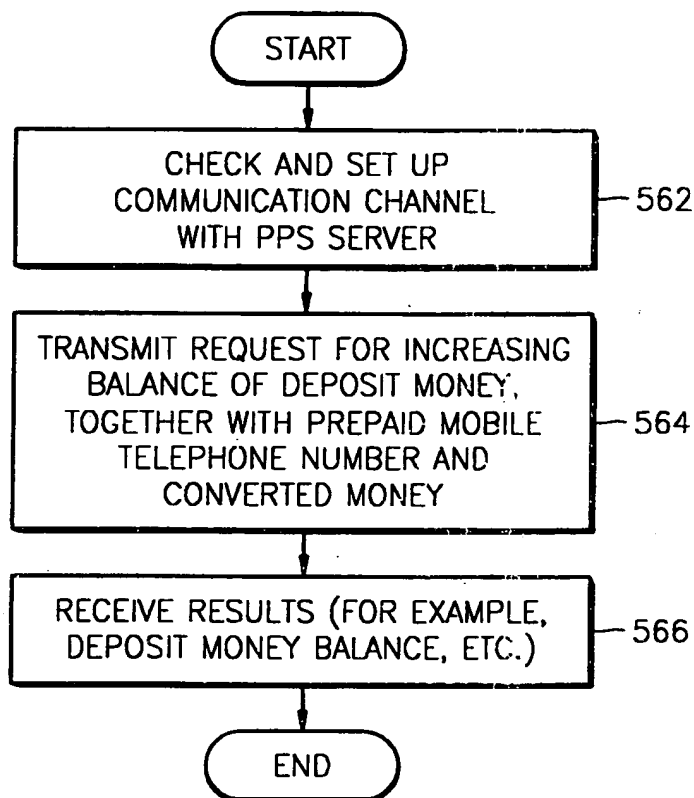 START
CHECK AND SET UP
COMMUNICATION CHANNEL
WITH PPS SERVER
562
TRANSMIT REQUEST FOR INCREASING
BALANCE OF DEPOSIT MONEY,
TOGETHER WITH PREPAID MOBILE
TELEPHONE NUMBER AND
CONVERTED MONEY
564
RECEIVE RESULTS (FOR EXAMPLE,
DEPOSIT MONEY BALANCE, ETC.)
566
END